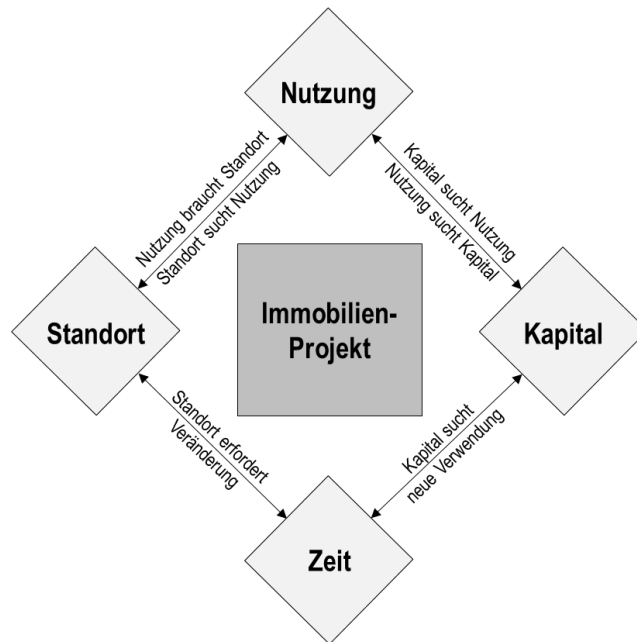 Nutzung
Nutzung braucht Standort
Standort sucht Nutzung
Kapital sucht Nutzung
Nutzung sucht Kapital
Standort
Immobilien-
Projekt
Kapital
Standort erfordert
Veränderung
Kapital sucht
neue Verwendung
Zeit